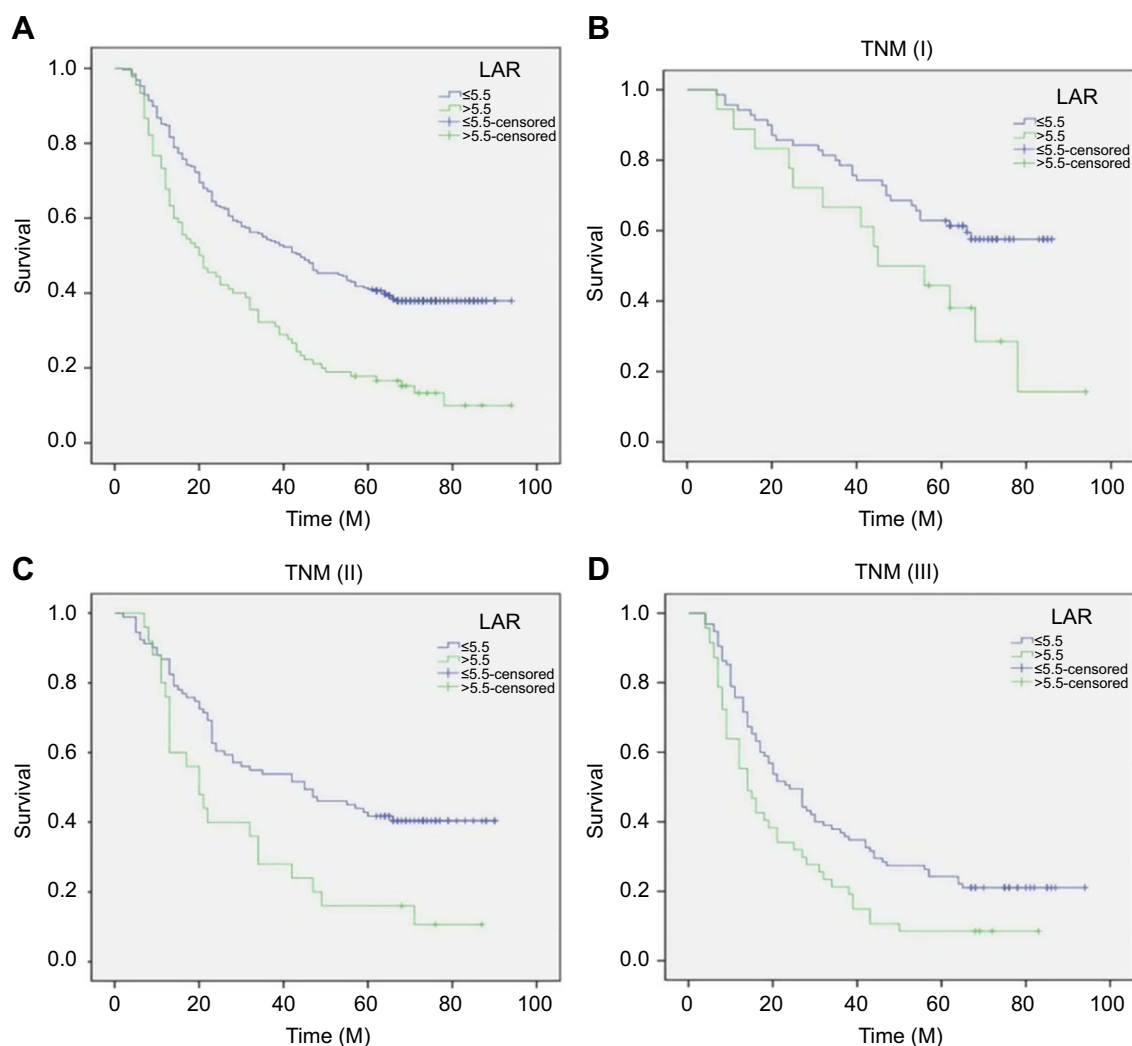 A
LAR
≤5.5
>5.5
≤5.5-censored
>5.5-censored
1.0
0.8
0.6
0.4
0.2
0.0
Survival
0 20 40 60 80 100
Time (M)
B
TNM (I)
LAR
≤5.5
>5.5
≤5.5-censored
>5.5-censored
1.0
0.8
0.6
0.4
0.2
0.0
Survival
0 20 40 60 80 100
Time (M)
C
TNM (II)
LAR
≤5.5
>5.5
≤5.5-censored
>5.5-censored
1.0
0.8
0.6
0.4
0.2
0.0
Survival
0 20 40 60 80 100
Time (M)
D
TNM (III)
LAR
≤5.5
>5.5
≤5.5-censored
>5.5-censored
1.0
0.8
0.6
0.4
0.2
0.0
Survival
0 20 40 60 80 100
Time (M)